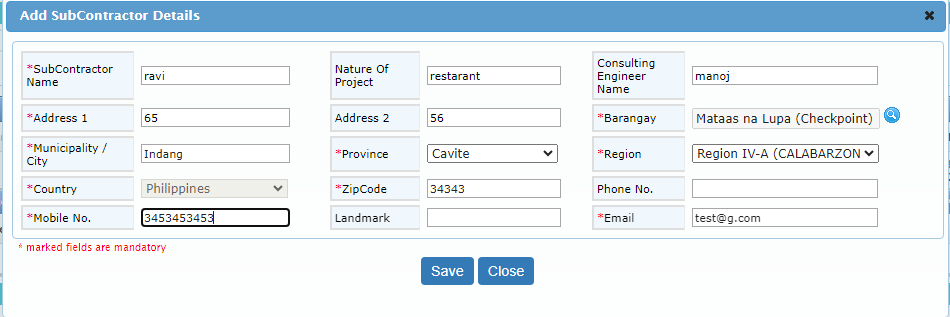 Add SubContractor Details
*SubContractor Name ravi Nature Of Project restarant Consulting Engineer Name manoj
*Address 1 65 Address 2 56 *Barangay Mataas na Lupa (Checkpoint)
*Municipality / City Indang *Province Cavite *Region Region IV-A (CALABARZON
*Country Philippines *ZipCode 34343 Phone No.
*Mobile No. 3453453453 Landmark *Email test@g.com
* marked fields are mandatory
Save Close